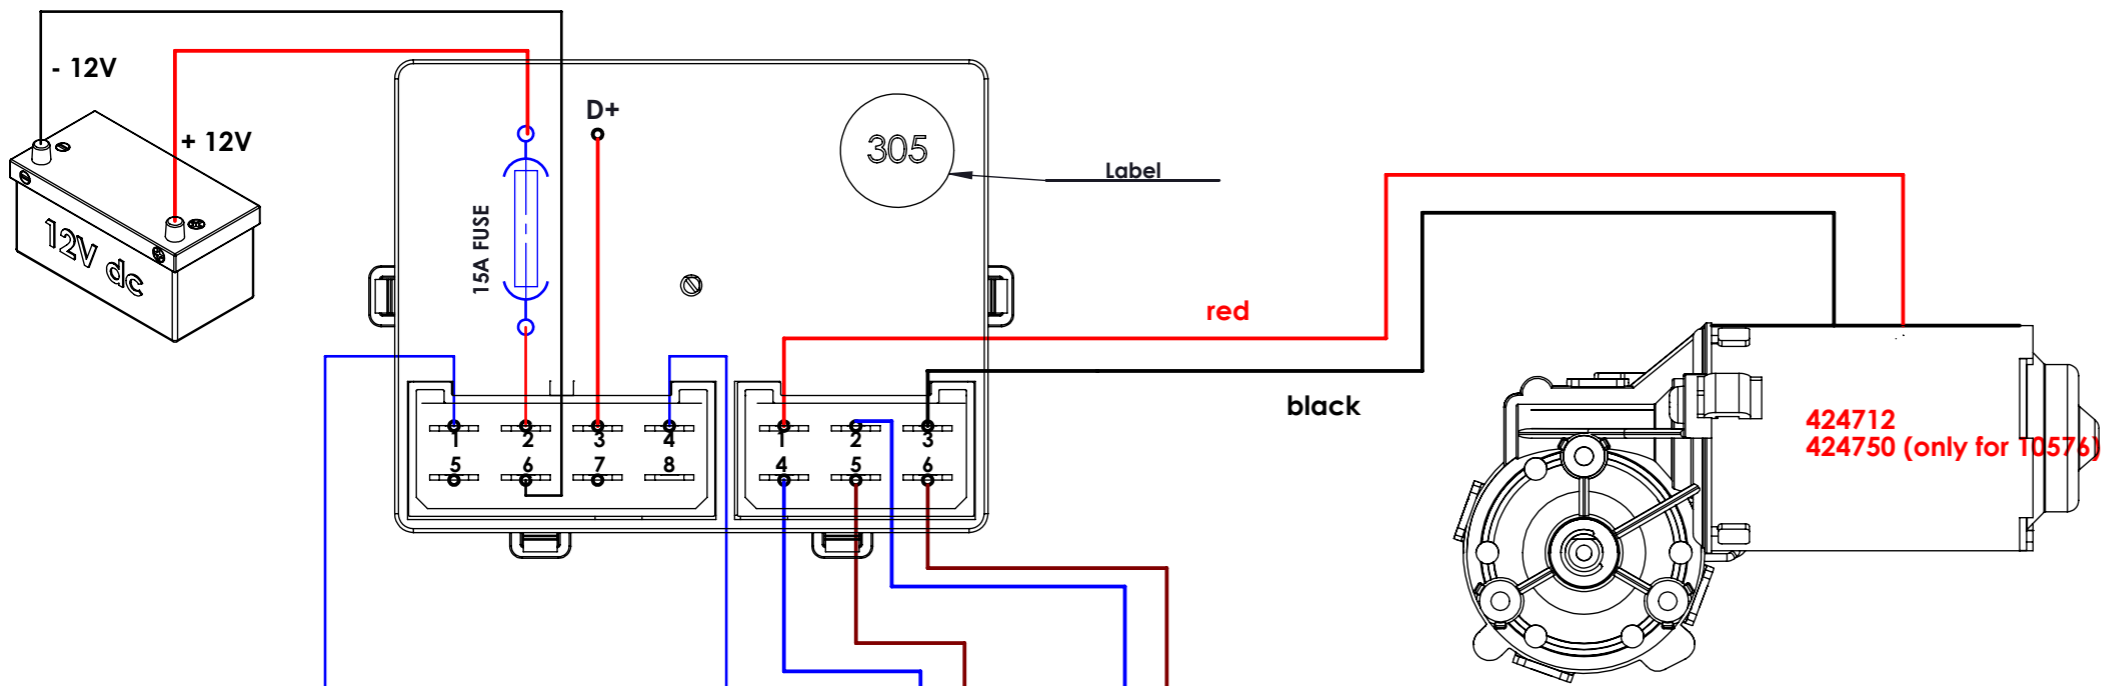 - 12V
+ 12V
12V dc
D+
15A FUSE
305
Label
red
black
1 2 3 4
5 6 7 8
1 2 3
4 5 6
424712
424750 (only for 10576)